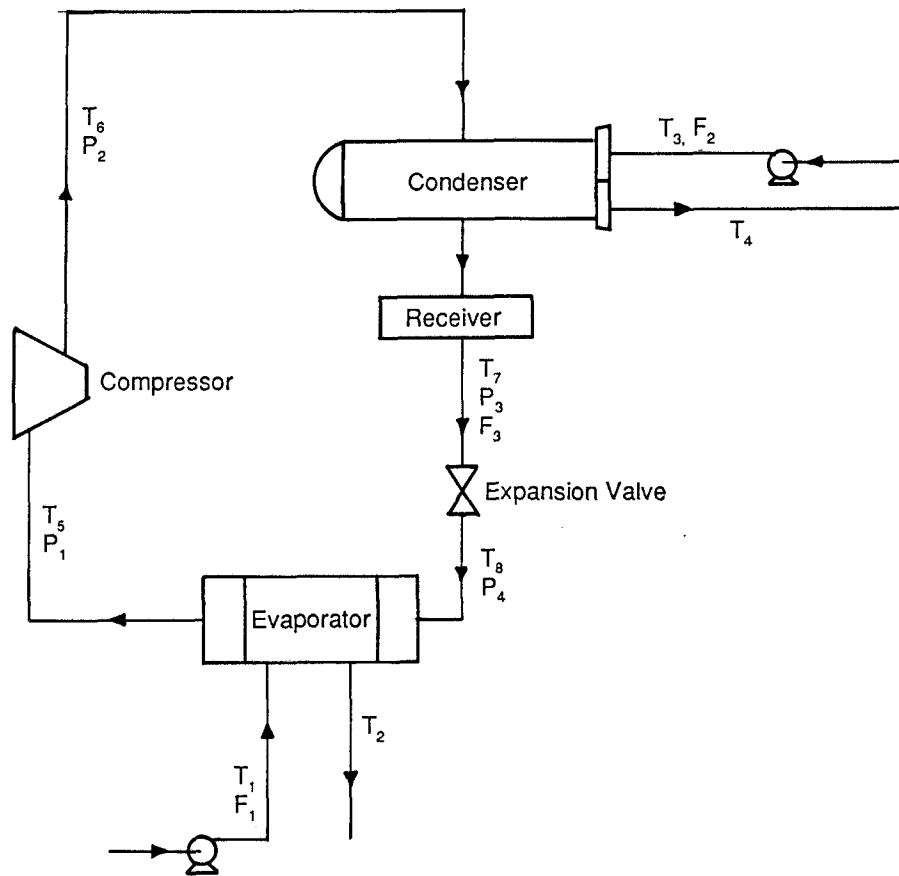 T₆
P₂
T₃, F₂
Condenser
T₄
Receiver
Compressor
T₇
P₃
F₃
Expansion Valve
T₅
P₁
T₈
P₄
Evaporator
T₂
T₁
F₁